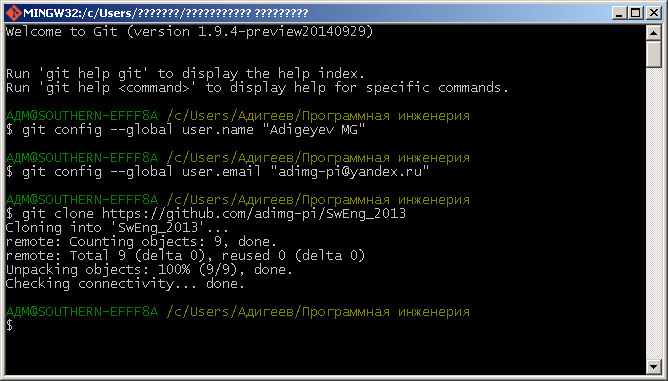 MINGW32:/c/Users/???????/??????????? ?????????
Welcome to Git (version 1.9.4-preview20140929)
Run 'git help git' to display the help index.
Run 'git help <command>' to display help for specific commands.
АДМ@SOUTHERN-EFFF8A /c/Users/Адигеев/Программная инженерия
$ git config --global user.name "Adigeyev MG"
АДМ@SOUTHERN-EFFF8A /c/Users/Адигеев/Программная инженерия
$ git config --global user.email "adimg-pi@yandex.ru"
АДМ@SOUTHERN-EFFF8A /c/Users/Адигеев/Программная инженерия
$ git clone https://github.com/adimg-pi/SwEng_2013
Cloning into 'SwEng_2013'...
remote: Counting objects: 9, done.
remote: Total 9 (delta 0), reused 0 (delta 0)
Unpacking objects: 100% (9/9), done.
Checking connectivity... done.
АДМ@SOUTHERN-EFFF8A /c/Users/Адигеев/Программная инженерия
$